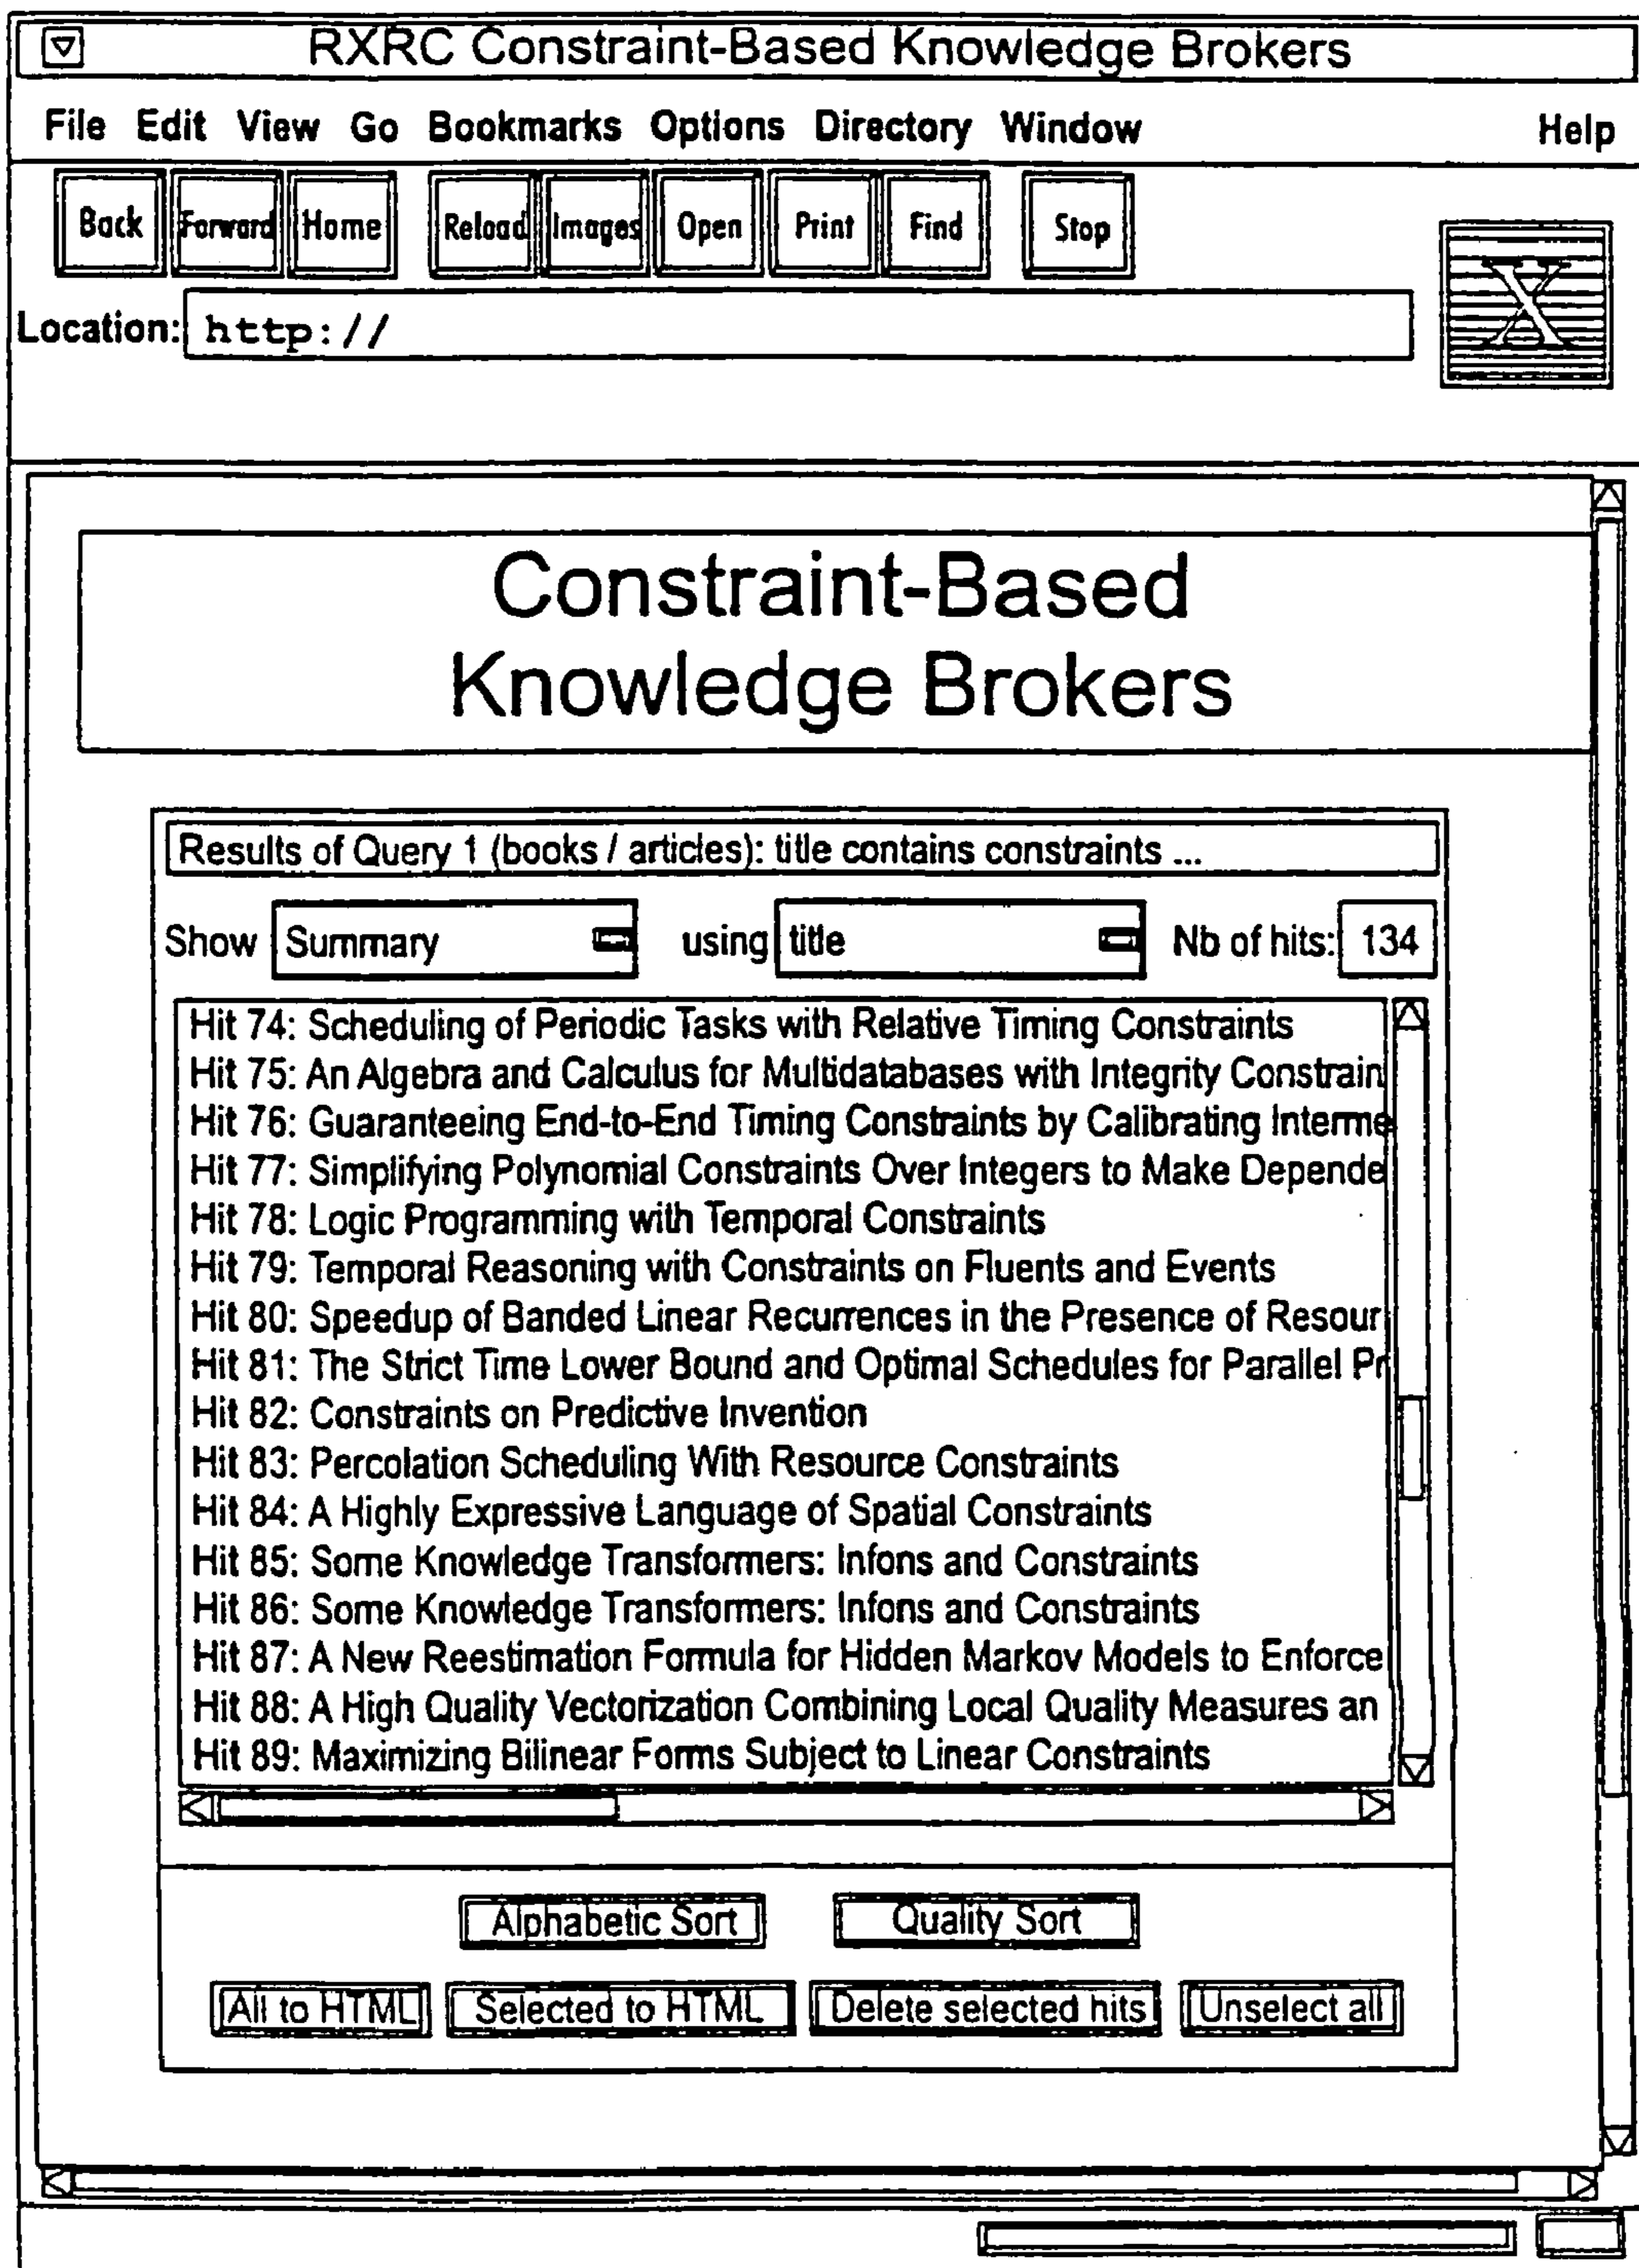 RXRC Constraint-Based Knowledge Brokers
File Edit View Go Bookmarks Options Directory Window Help
Back Forward Home Reload Images Open Print Find Stop
X
Location: http://
Constraint-Based
Knowledge Brokers
Results of Query 1 (books / articles): title contains constraints ...
Show Summary using title Nb of hits: 134
Hit 74: Scheduling of Periodic Tasks with Relative Timing Constraints
Hit 75: An Algebra and Calculus for Multidatabases with Integrity Constrain
Hit 76: Guaranteeing End-to-End Timing Constraints by Calibrating Interme
Hit 77: Simplifying Polynomial Constraints Over Integers to Make Depende
Hit 78: Logic Programming with Temporal Constraints
Hit 79: Temporal Reasoning with Constraints on Fluents and Events
Hit 80: Speedup of Banded Linear Recurrences in the Presence of Resour
Hit 81: The Strict Time Lower Bound and Optimal Schedules for Parallel Pr
Hit 82: Constraints on Predictive Invention
Hit 83: Percolation Scheduling With Resource Constraints
Hit 84: A Highly Expressive Language of Spatial Constraints
Hit 85: Some Knowledge Transformers: Infons and Constraints
Hit 86: Some Knowledge Transformers: Infons and Constraints
Hit 87: A New Reestimation Formula for Hidden Markov Models to Enforce
Hit 88: A High Quality Vectorization Combining Local Quality Measures an
Hit 89: Maximizing Bilinear Forms Subject to Linear Constraints
Alphabetic Sort Quality Sort
All to HTML Selected to HTML Delete selected hits Unselect all